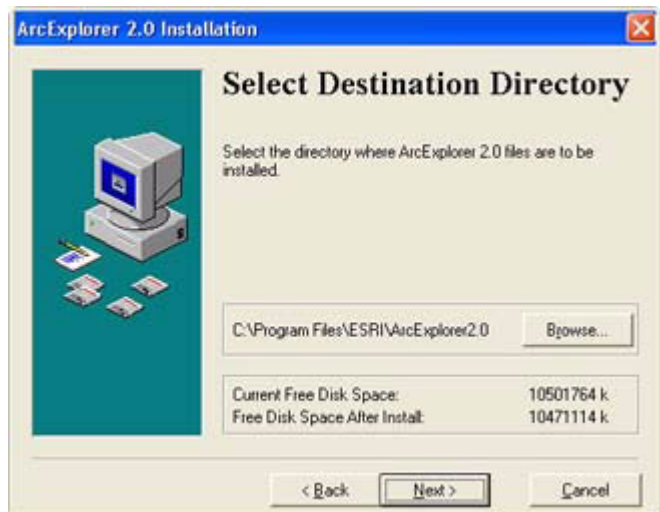 ArcExplorer 2.0 Installation
Select Destination Directory
Select the directory where ArcExplorer 2.0 files are to be
installed.
C:\Program Files\ESRI\ArcExplorer2.0
Browse...
Current Free Disk Space: 10501764 k
Free Disk Space After Install: 10471114 k
< Back
Next >
Cancel